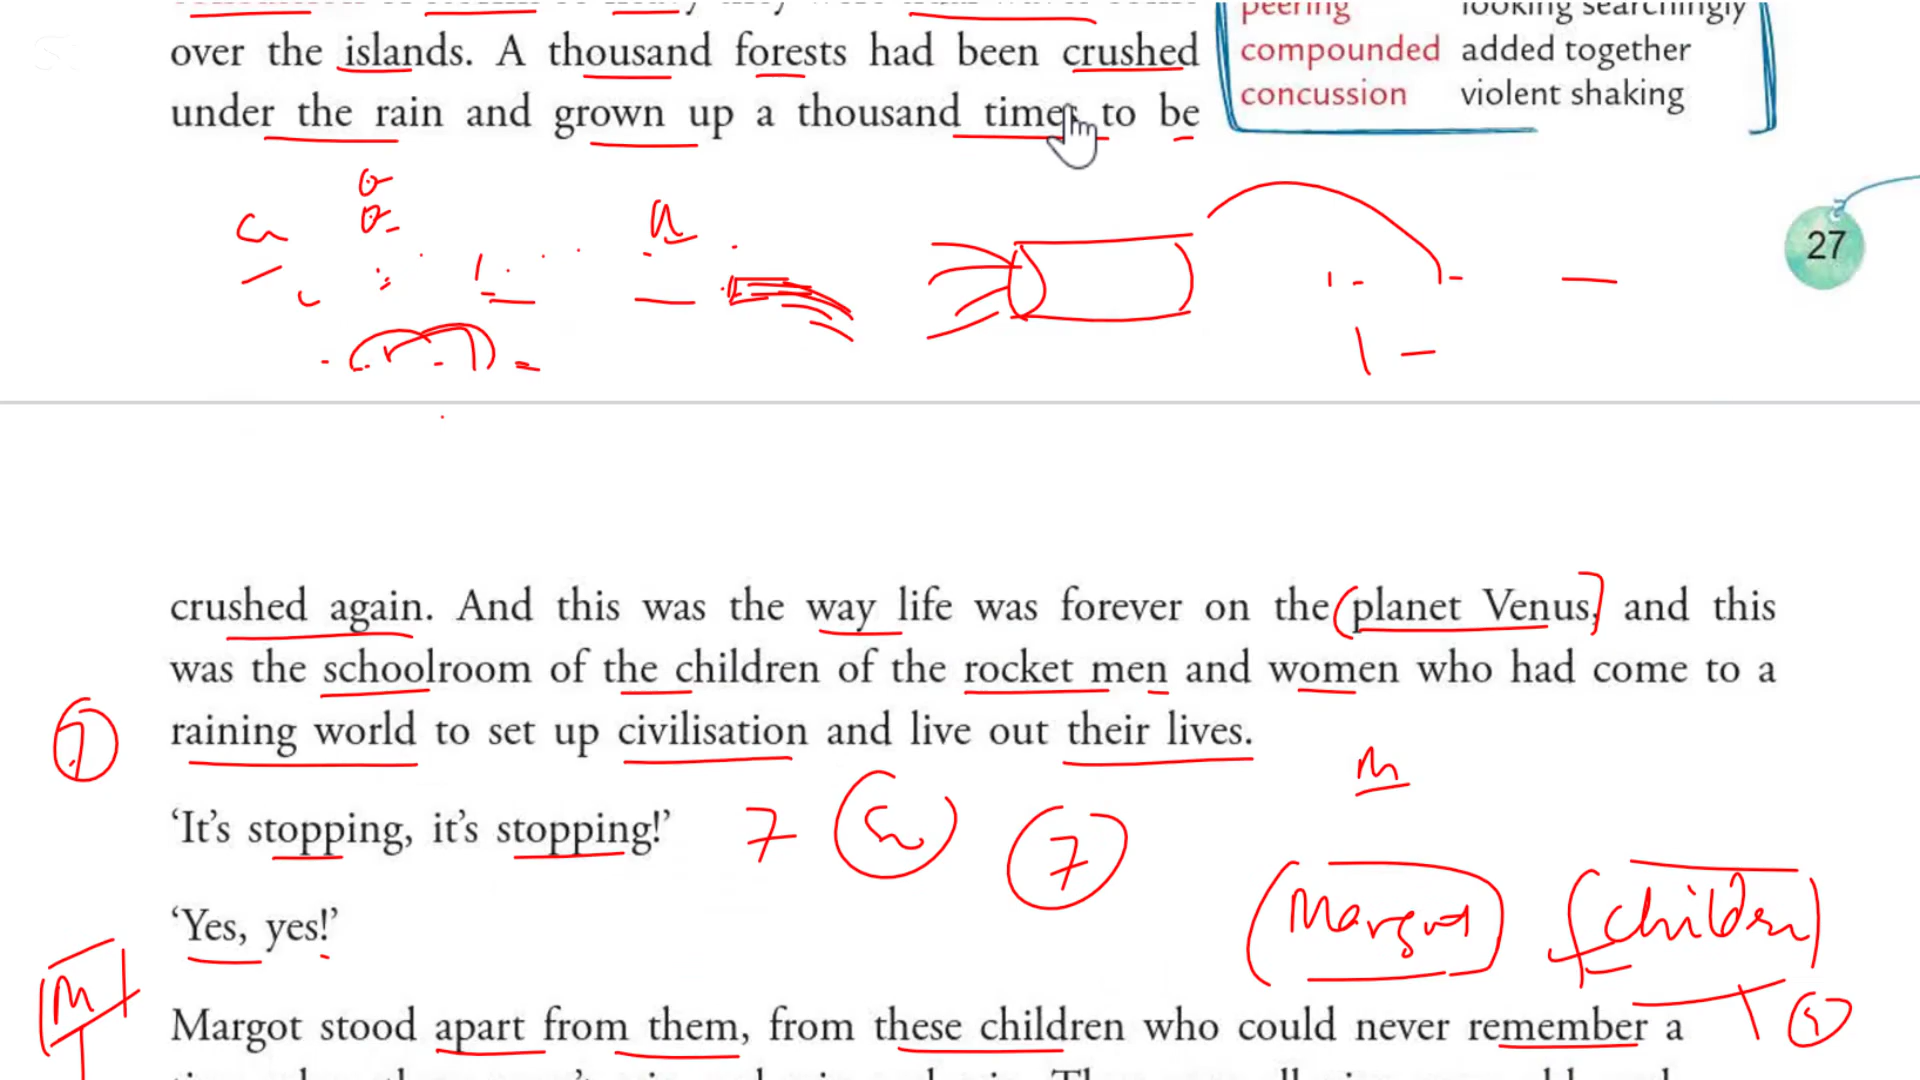 peering looking searchingly
over the islands. A thousand forests had been crushed
compounded added together
under the rain and grown up a thousand times to be
concussion violent shaking
27
crushed again. And this was the way life was forever on the planet Venus, and this
was the schoolroom of the children of the rocket men and women who had come to a
raining world to set up civilisation and live out their lives.
‘It’s stopping, it’s stopping!’
7
7
M
‘Yes, yes!’
Margot
children
M
Margot stood apart from them, from these children who could never remember a